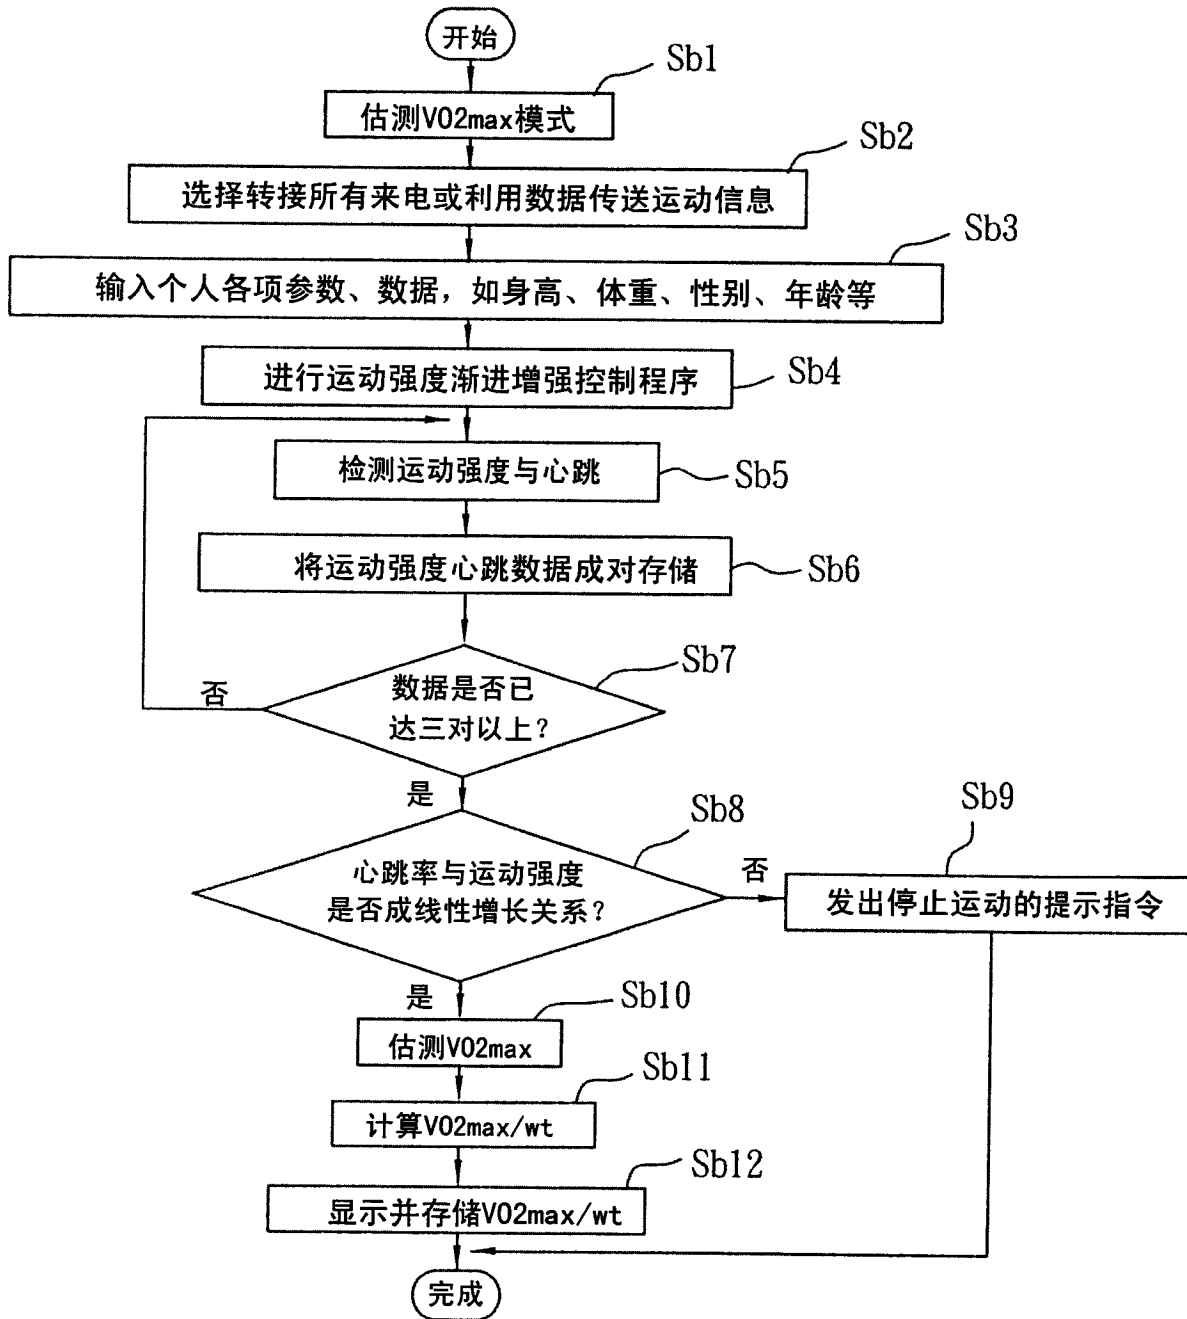 开始
Sb1
估测VO2max模式
Sb2
选择转接所有来电或利用数据传送运动信息
Sb3
输入个人各项参数、数据，如身高、体重、性别、年龄等
进行运动强度渐进增强控制程序
Sb4
检测运动强度与心跳
Sb5
将运动强度心跳数据成对存储
Sb6
Sb7
数据是否已
达三对以上？
否
是
Sb8
心跳率与运动强度
是否成线性增长关系？
否
Sb9
发出停止运动的提示指令
是
Sb10
估测VO2max
Sb11
计算VO2max/wt
Sb12
显示并存储VO2max/wt
完成